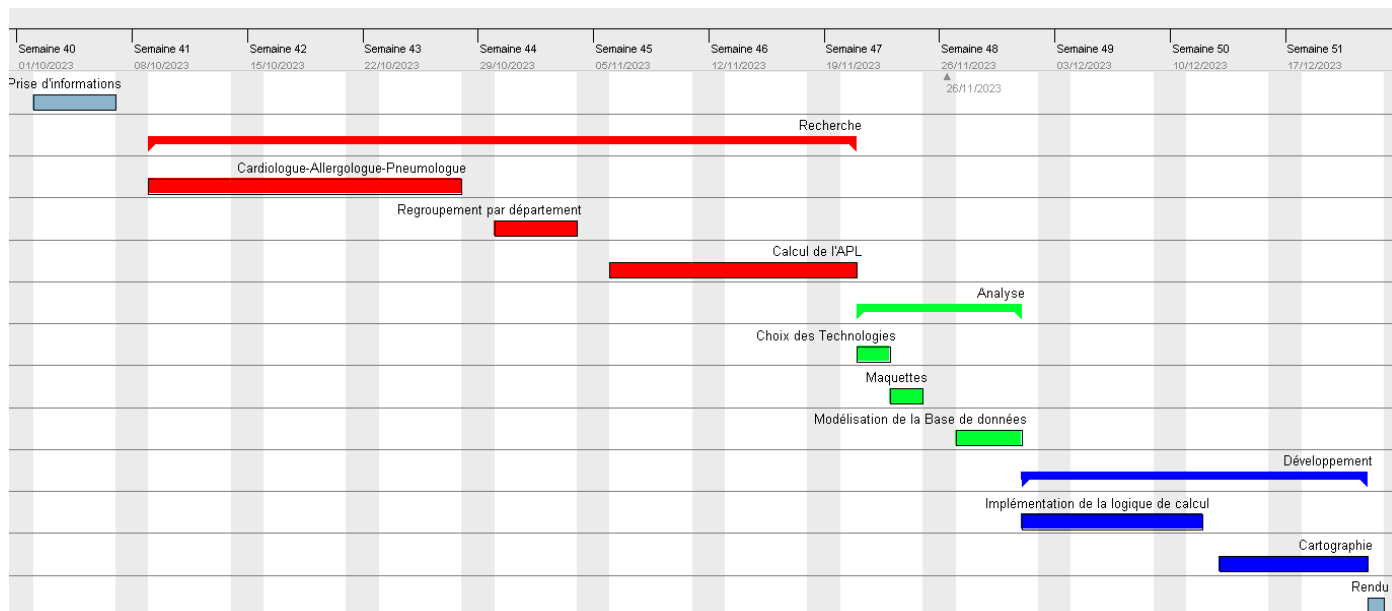 Semaine 40 Semaine 41 Semaine 42 Semaine 43 Semaine 44 Semaine 45 Semaine 46 Semaine 47 Semaine 48 Semaine 49 Semaine 50 Semaine 51
01/10/2023 08/10/2023 15/10/2023 22/10/2023 29/10/2023 05/11/2023 12/11/2023 19/11/2023 26/11/2023 03/12/2023 10/12/2023 17/12/2023
Prise d'informations
26/11/2023
Recherche
Cardiologue-Allergologue-Pneumologue
Regroupement par département
Calcul de l'APL
Analyse
Choix des Technologies
Maquettes
Modélisation de la Base de données
Développement
Implémentation de la logique de calcul
Cartographie
Rendu